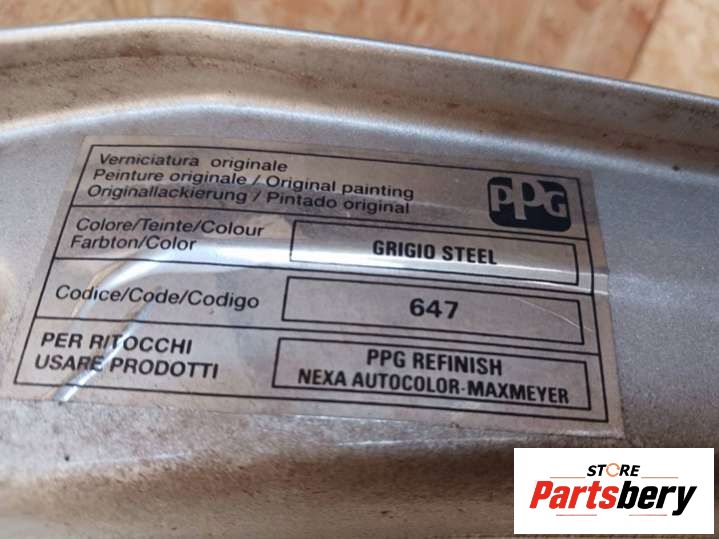 Verniciatura originale
Peinture originale / Original painting
Originallackierung / Pintado original
PPG
Colore/Teinte/Colour
Farbton/Color
GRIGIO STEEL
Codice/Code/Codigo
647
PER RITOCCHI
USARE PRODOTTI
PPG REFINISH
NEXA AUTOCOLOR-MAXMEYER
STORE
Partsbery